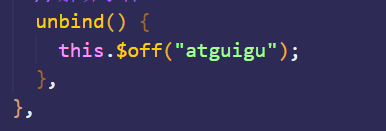 unbind() {
this.$off("atguigu");
},
},